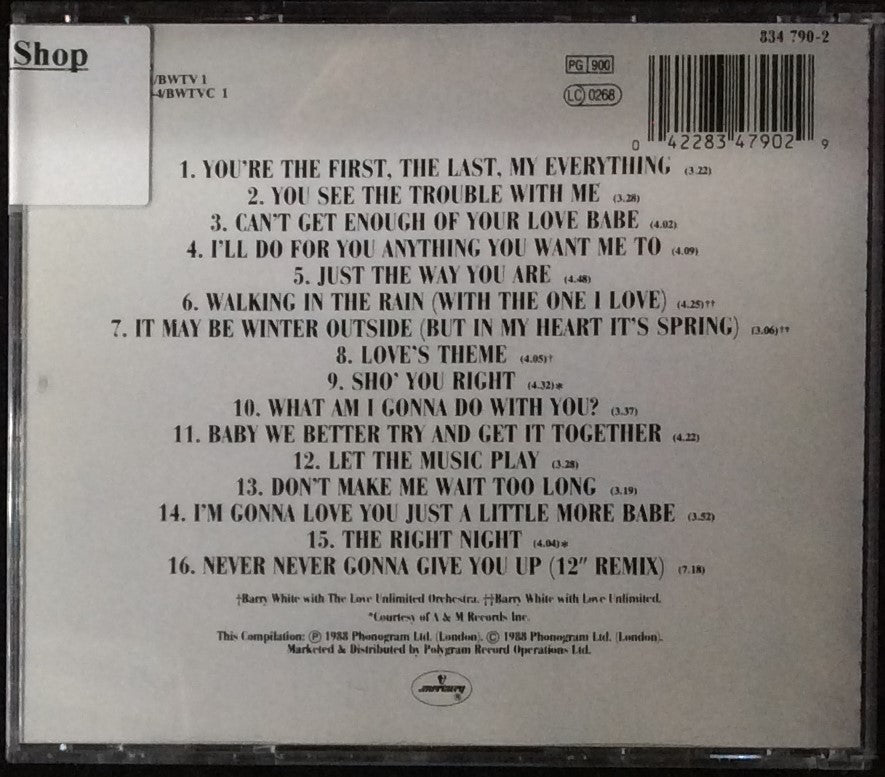 834 790-2
Shop
/BWTV 1
4/BWTVC 1
PG 900
LC 0268
0 42283 47902 9
1. YOU'RE THE FIRST, THE LAST, MY EVERYTHING (3.22)
2. YOU SEE THE TROUBLE WITH ME (3.28)
3. CAN'T GET ENOUGH OF YOUR LOVE BABE (4.02)
4. I'LL DO FOR YOU ANYTHING YOU WANT ME TO (4.09)
5. JUST THE WAY YOU ARE (4.48)
6. WALKING IN THE RAIN (WITH THE ONE I LOVE) (4.25)††
7. IT MAY BE WINTER OUTSIDE (BUT IN MY HEART IT'S SPRING) (3.06)††
8. LOVE'S THEME (4.05)†
9. SHO' YOU RIGHT (4.32)*
10. WHAT AM I GONNA DO WITH YOU? (3.37)
11. BABY WE BETTER TRY AND GET IT TOGETHER (4.22)
12. LET THE MUSIC PLAY (3.28)
13. DON'T MAKE ME WAIT TOO LONG (3.19)
14. I'M GONNA LOVE YOU JUST A LITTLE MORE BABE (3.52)
15. THE RIGHT NIGHT (4.04)*
16. NEVER NEVER GONNA GIVE YOU UP (12" REMIX) (7.18)
†Barry White with The Love Unlimited Orchestra. ††Barry White with Love Unlimited.
*Courtesy of A & M Records Inc.
This Compilation: ℗ 1988 Phonogram Ltd. (London). © 1988 Phonogram Ltd. (London).
Marketed & Distributed by Polygram Record Operations Ltd.
mercury ®